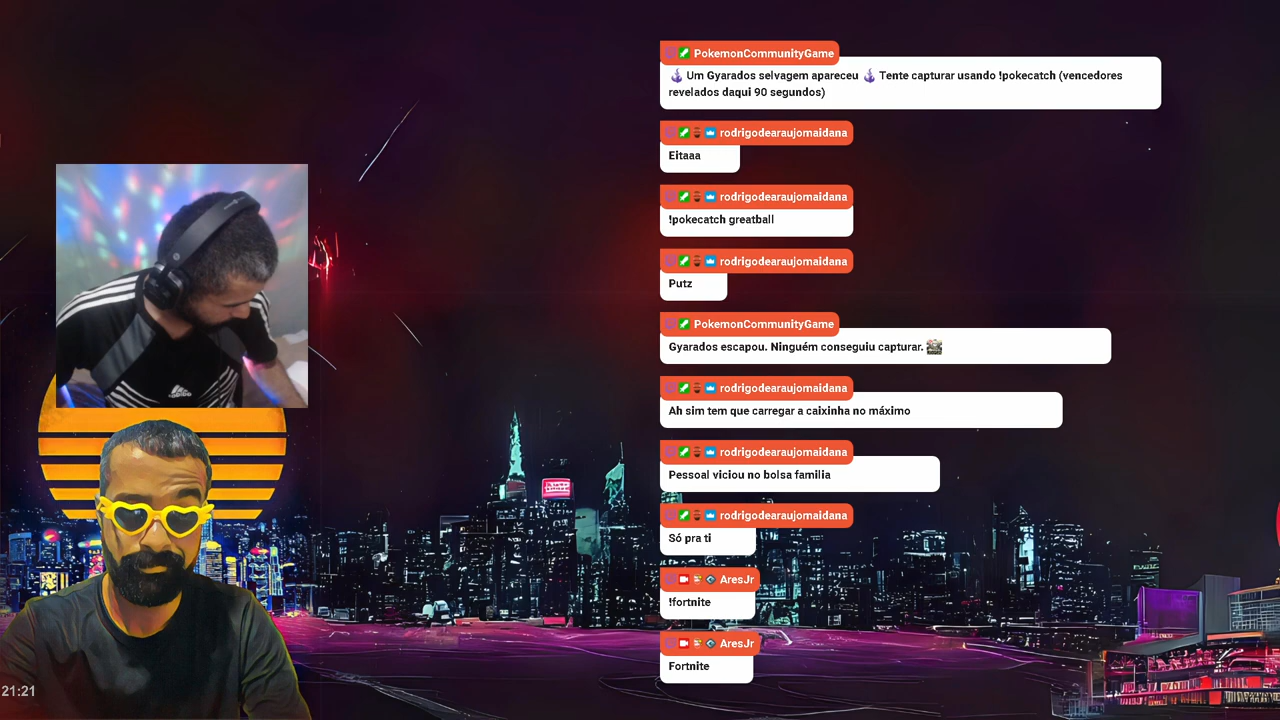 PokemonCommunityGame
Um Gyarados selvagem apareceu Tente capturar usando !pokecatch (vencedores
revelados daqui 90 segundos)
rodrigodearaujomaidana
Eitaaa
rodrigodearaujomaidana
!pokecatch greatball
rodrigodearaujomaidana
Putz
PokemonCommunityGame
Gyarados escapou. Ninguém conseguiu capturar.
rodrigodearaujomaidana
Ah sim tem que carregar a caixinha no máximo
rodrigodearaujomaidana
Pessoal viciou no bolsa familia
rodrigodearaujomaidana
Só pra ti
AresJr
!fortnite
AresJr
Fortnite
21:21